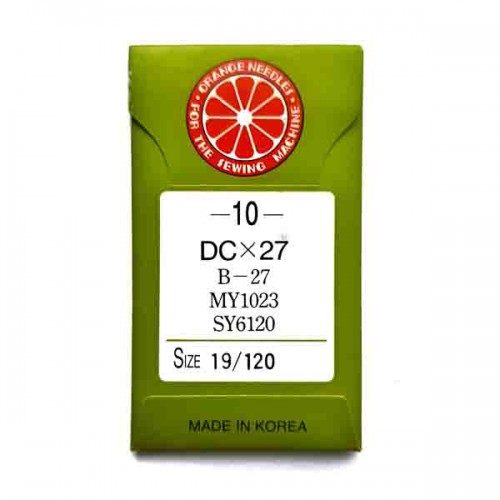 ORANGE NEEDLES
FOR THE SEWING MACHINE
—10—
DC×27
B−27
MY1023
SY6120
SIZE 19/120
MADE IN KOREA